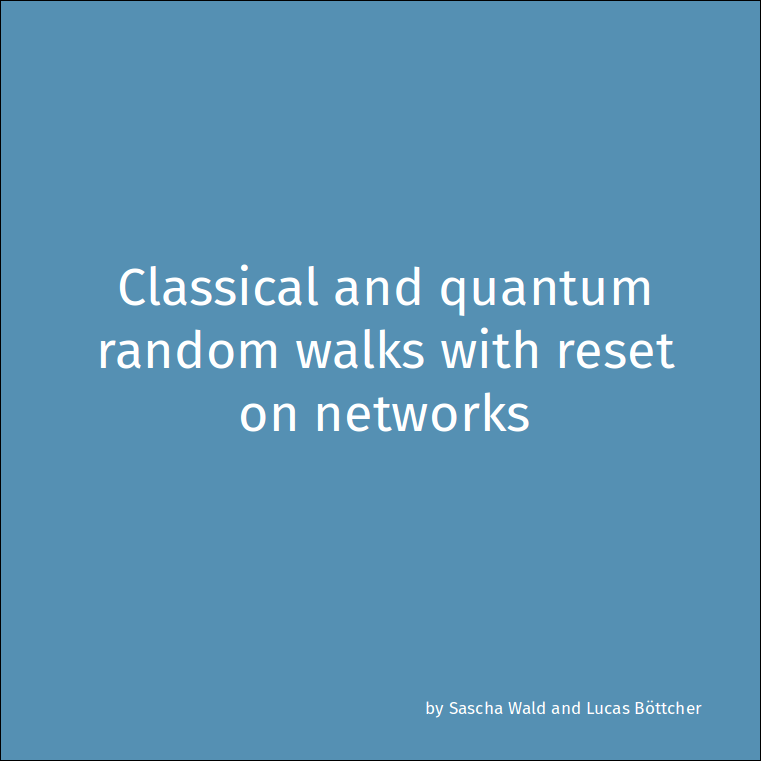 Classical and quantum
random walks with reset
on networks
by Sascha Wald and Lucas Böttcher